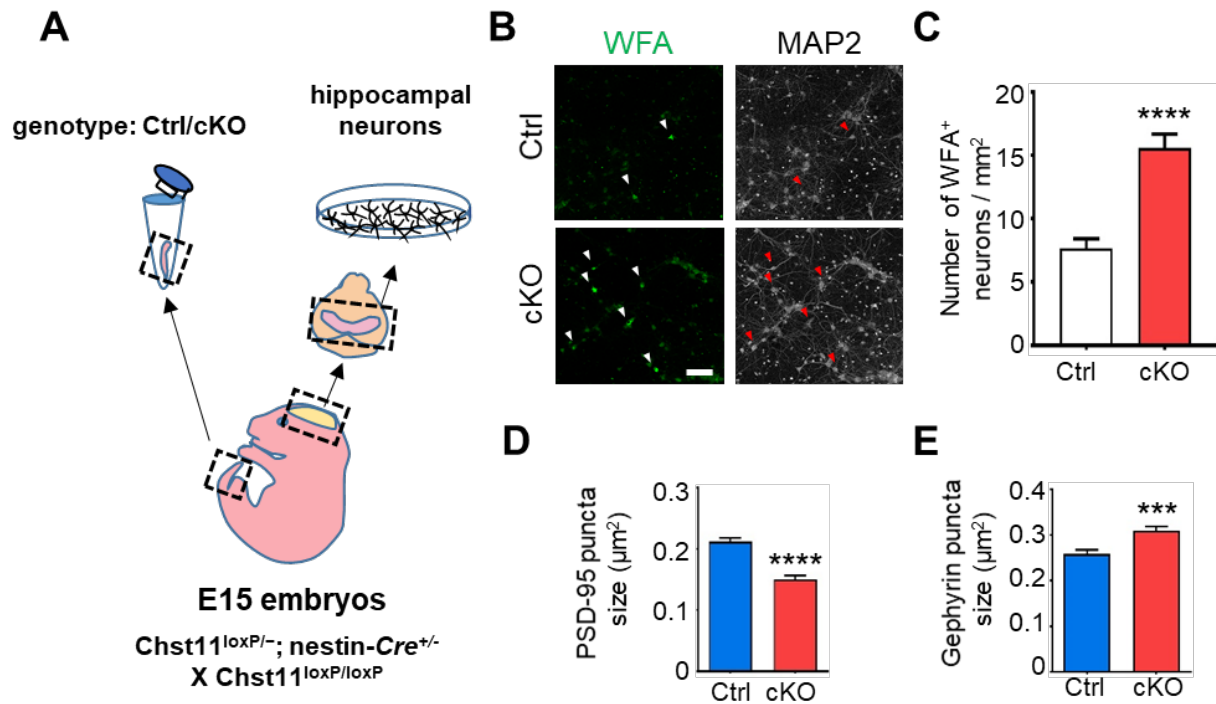 A
genotype: Ctrl/cKO
hippocampal
neurons
E15 embryos
Chst11loxP/−; nestin-Cre+/-
X Chst11loxP/loxP
B
WFA
MAP2
Ctrl
cKO
C
Number of WFA+
neurons / mm2
20
15
10
5
0
****
Ctrl
cKO
D
PSD-95 puncta
size (µm2)
0.3
0.2
0.1
0
****
Ctrl
cKO
E
Gephyrin puncta
size (µm2)
0.4
0.3
0.2
0.1
0
***
Ctrl
cKO